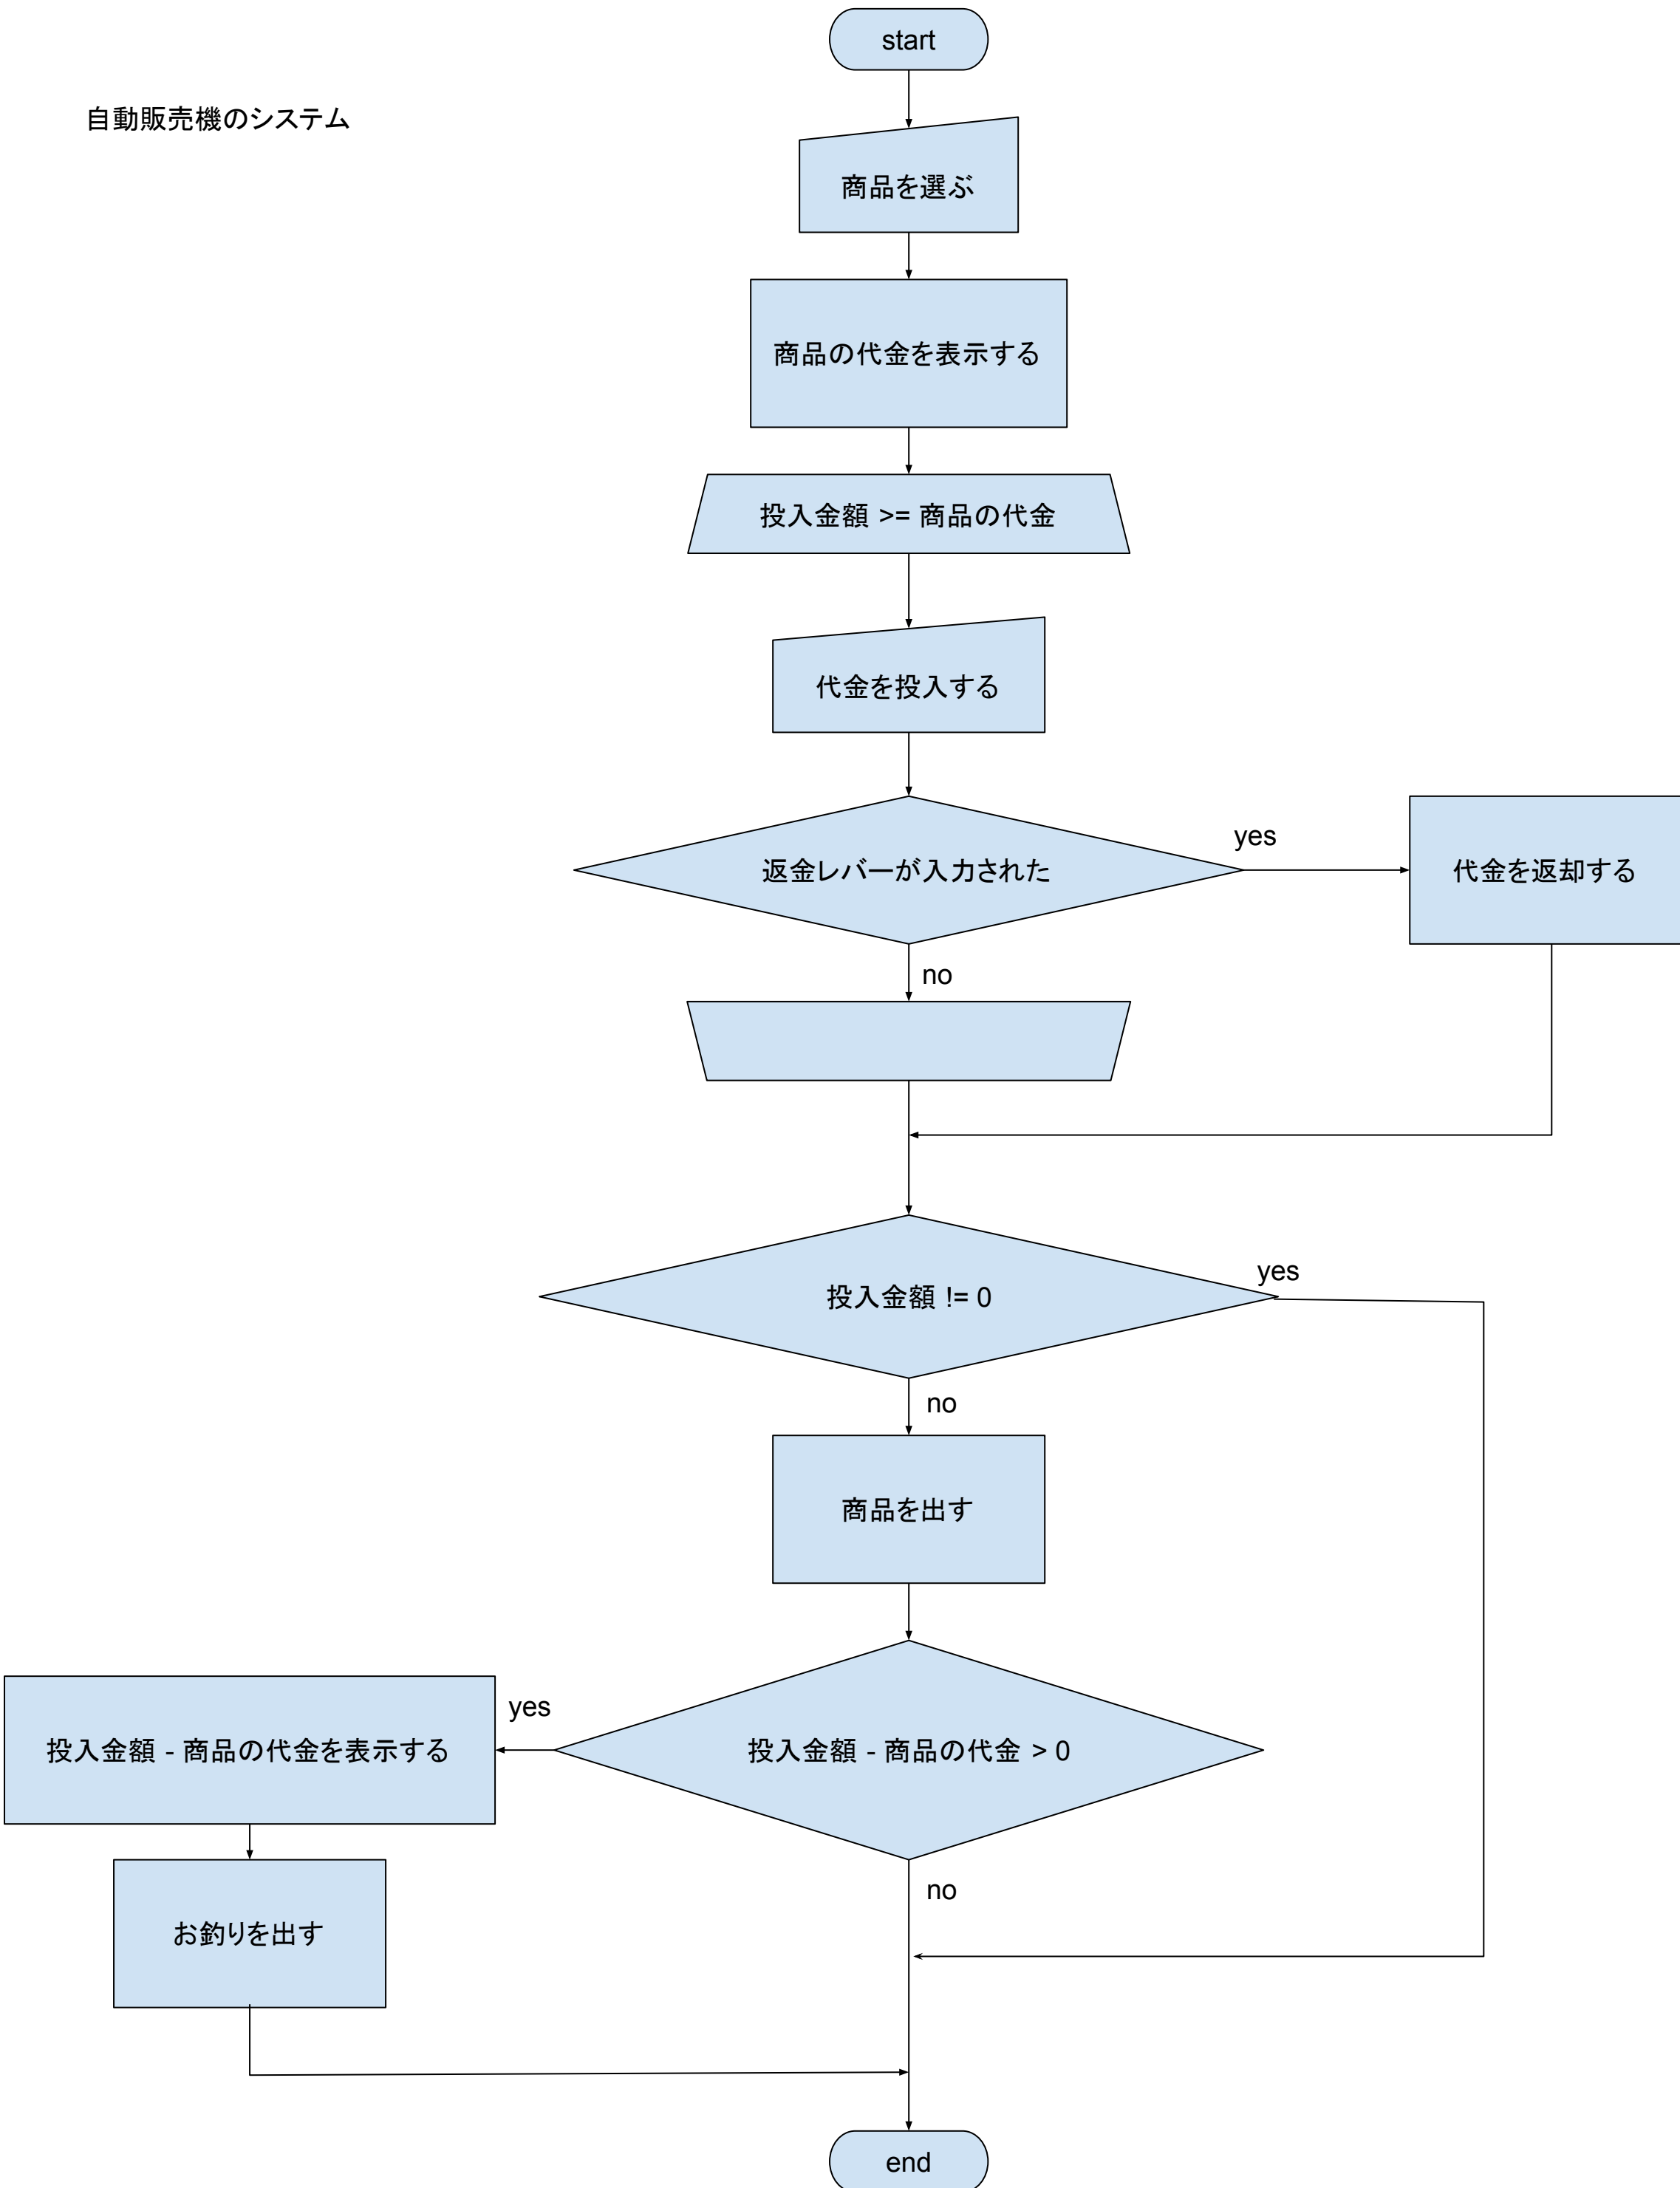 start
自動販売機のシステム
商品を選ぶ
商品の代金を表示する
投入金額 >= 商品の代金
代金を投入する
返金レバーが入力された
yes
代金を返却する
no
投入金額 != 0
yes
no
商品を出す
投入金額 - 商品の代金 > 0
yes
投入金額 - 商品の代金を表示する
お釣りを出す
no
end